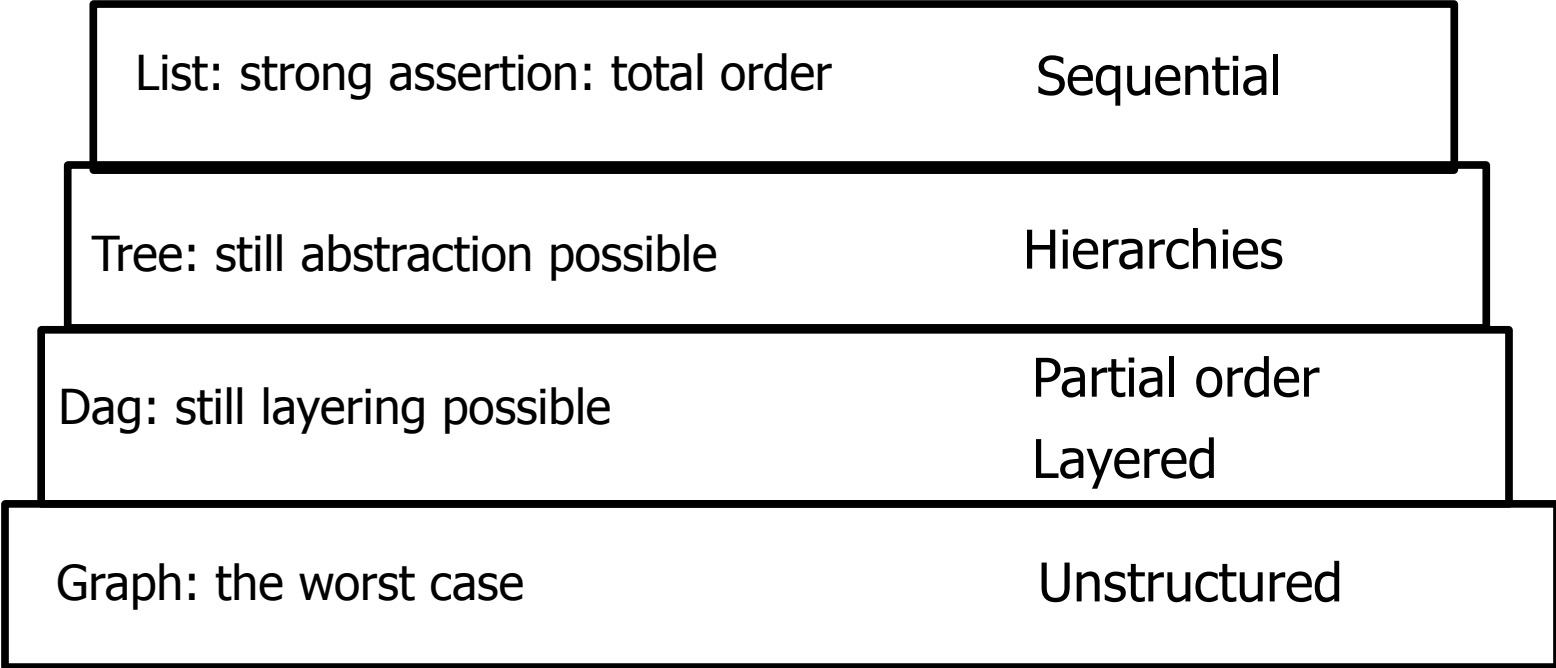 List: strong assertion: total order Sequential
Tree: still abstraction possible Hierarchies
Dag: still layering possible Partial order
Layered
Graph: the worst case Unstructured